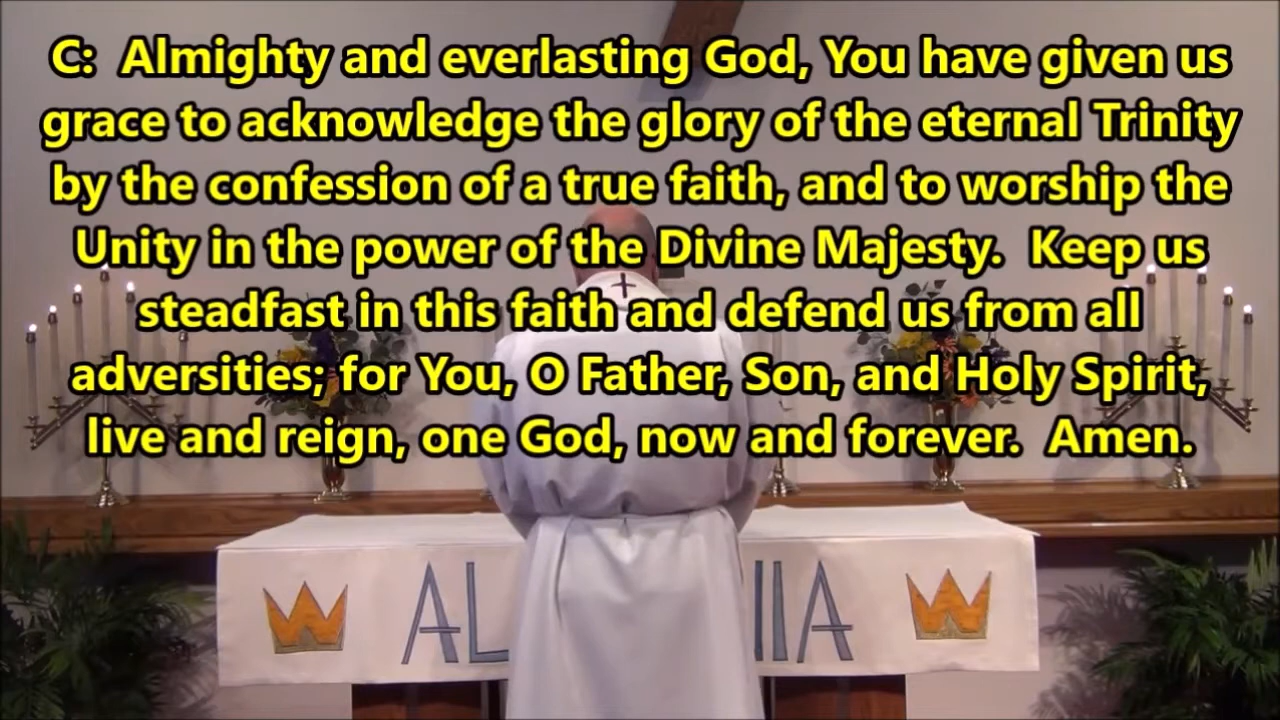 C: Almighty and everlasting God, You have given us
grace to acknowledge the glory of the eternal Trinity
by the confession of a true faith, and to worship the
Unity in the power of the Divine Majesty. Keep us
steadfast in this faith and defend us from all
adversities; for You, O Father, Son, and Holy Spirit,
live and reign, one God, now and forever. Amen.